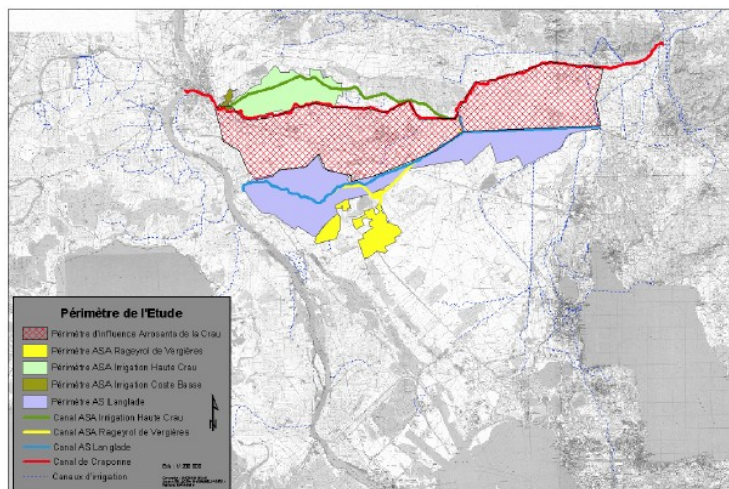 Périmètre de l'Etude
Périmètre d'influence Arrosants de la Crau
Périmètre ASA Rageyrol de Vergières
Périmètre ASA Irrigation Haute Crau
Périmètre ASA Irrigation Coste Basse
Périmètre AS Langlade
Canal ASA Irrigation Haute Crau
Canal ASA Rageyrol de Vergières
Canal AS Langlade
Canal de Craponne
Canaux d'irrigation